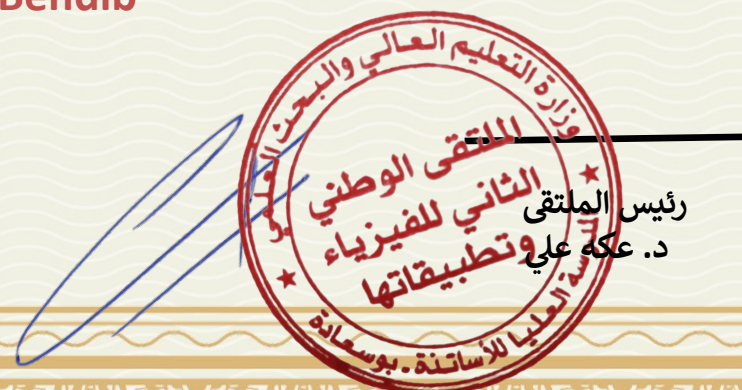 Bendib
وزارة التعليم العالي والبحث العلمي
الملتقى الوطني
الثاني للفيزياء
وتطبيقاتها
المدرسة العليا للأساتذة - بوسعادة
رئيس الملتقى
د. عكه علي